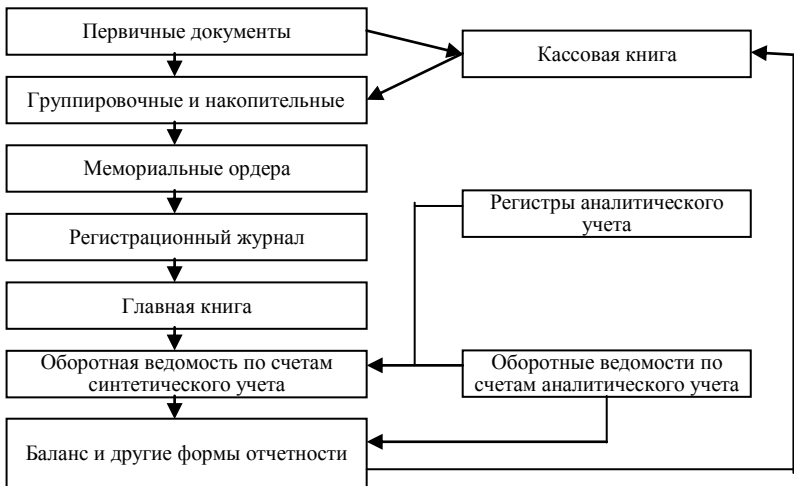 Первичные документы
Кассовая книга
Группировочные и накопительные
Мемориальные ордера
Регистры аналитического
учета
Регистрационный журнал
Главная книга
Оборотная ведомость по счетам
синтетического учета
Оборотные ведомости по
счетам аналитического учета
Баланс и другие формы отчетности